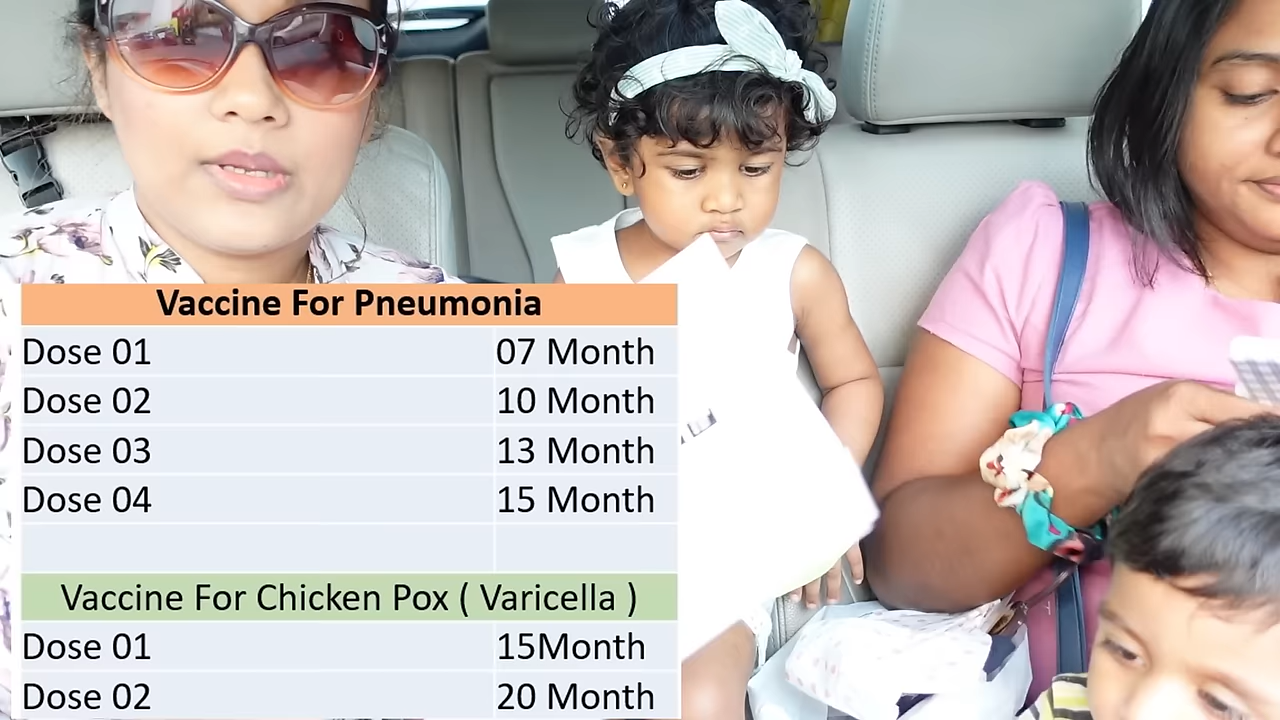 Vaccine For Pneumonia
Dose 01 07 Month
Dose 02 10 Month
Dose 03 13 Month
Dose 04 15 Month
Vaccine For Chicken Pox ( Varicella )
Dose 01 15Month
Dose 02 20 Month